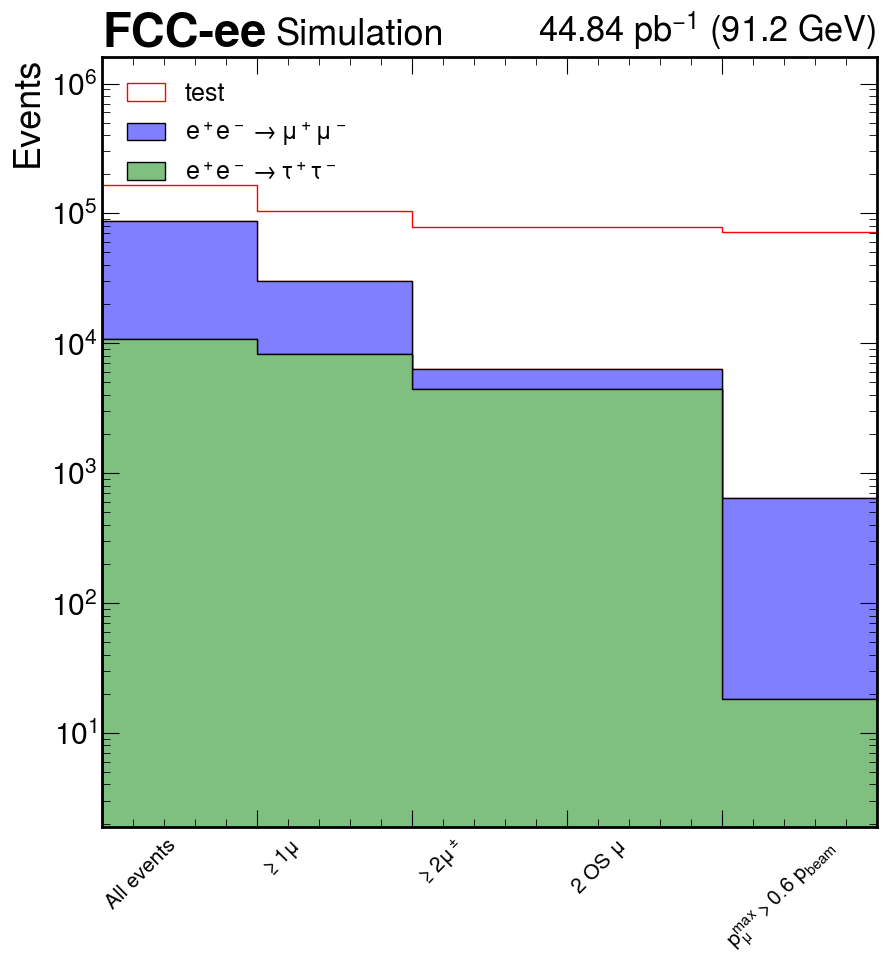 FCC-ee Simulation 44.84 pb⁻¹ (91.2 GeV)
Events
10⁶
10⁵
10⁴
10³
10²
10¹
test
e⁺e⁻ → μ⁺μ⁻
e⁺e⁻ → τ⁺τ⁻
All events
≥ 1μ
≥ 2μ^±
2 OS μ
p_μ^max > 0.6 p_beam